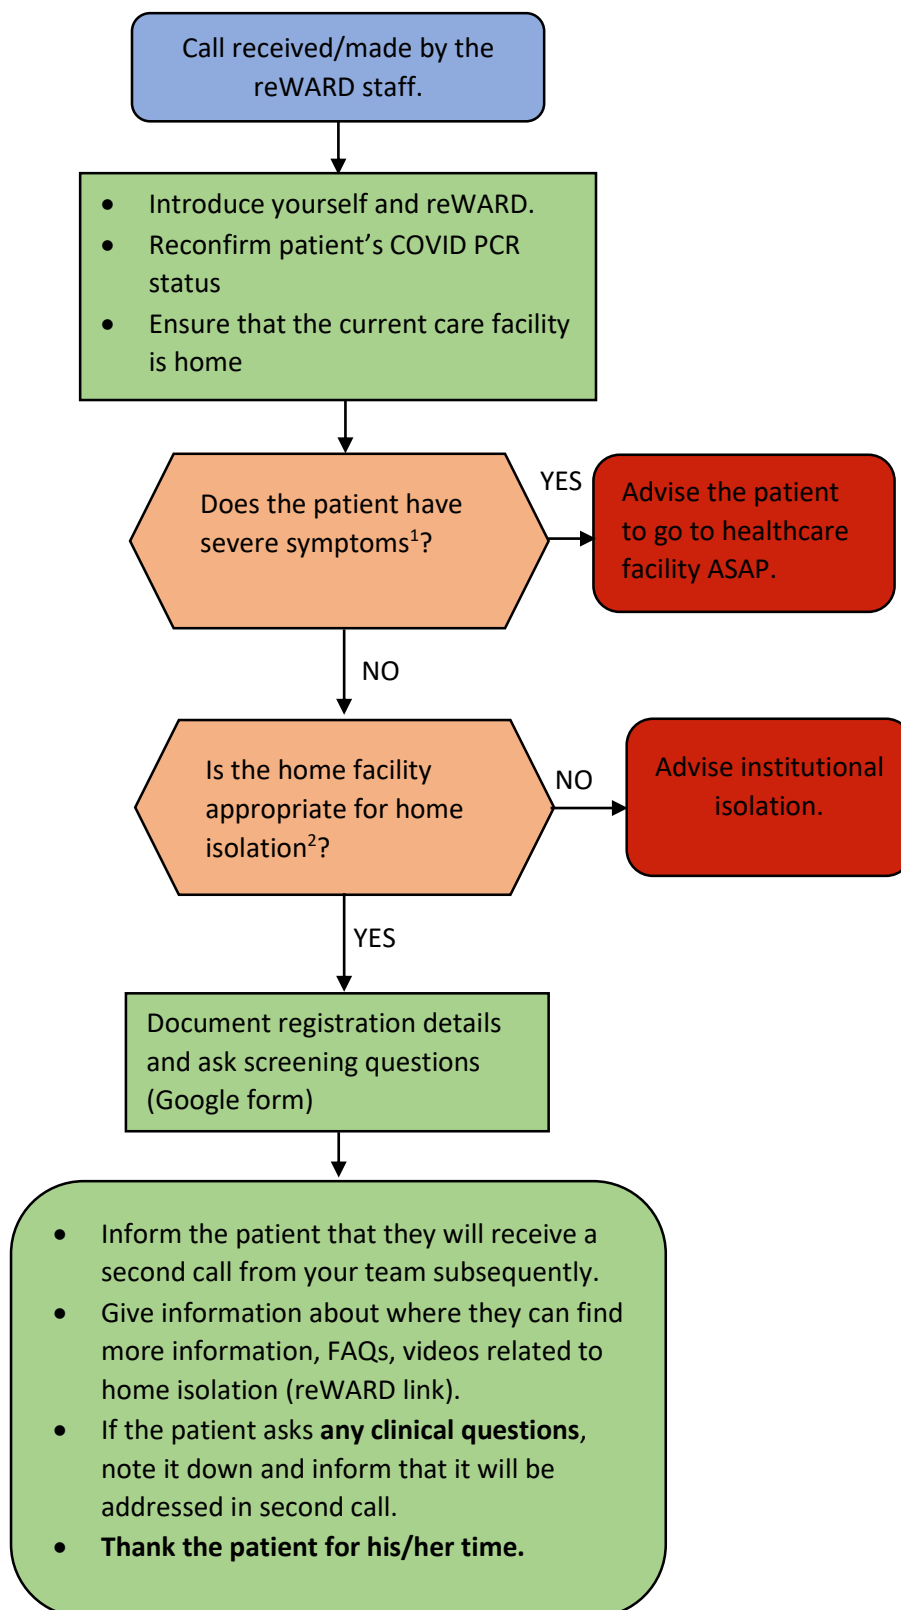 Call received/made by the
reWARD staff.
• Introduce yourself and reWARD.
• Reconfirm patient’s COVID PCR
status
• Ensure that the current care facility
is home
Does the patient have
severe symptoms1?
YES
Advise the patient
to go to healthcare
facility ASAP.
NO
Is the home facility
appropriate for home
isolation2?
NO
Advise institutional
isolation.
YES
Document registration details
and ask screening questions
(Google form)
• Inform the patient that they will receive a
second call from your team subsequently.
• Give information about where they can find
more information, FAQs, videos related to
home isolation (reWARD link).
• If the patient asks any clinical questions,
note it down and inform that it will be
addressed in second call.
• Thank the patient for his/her time.